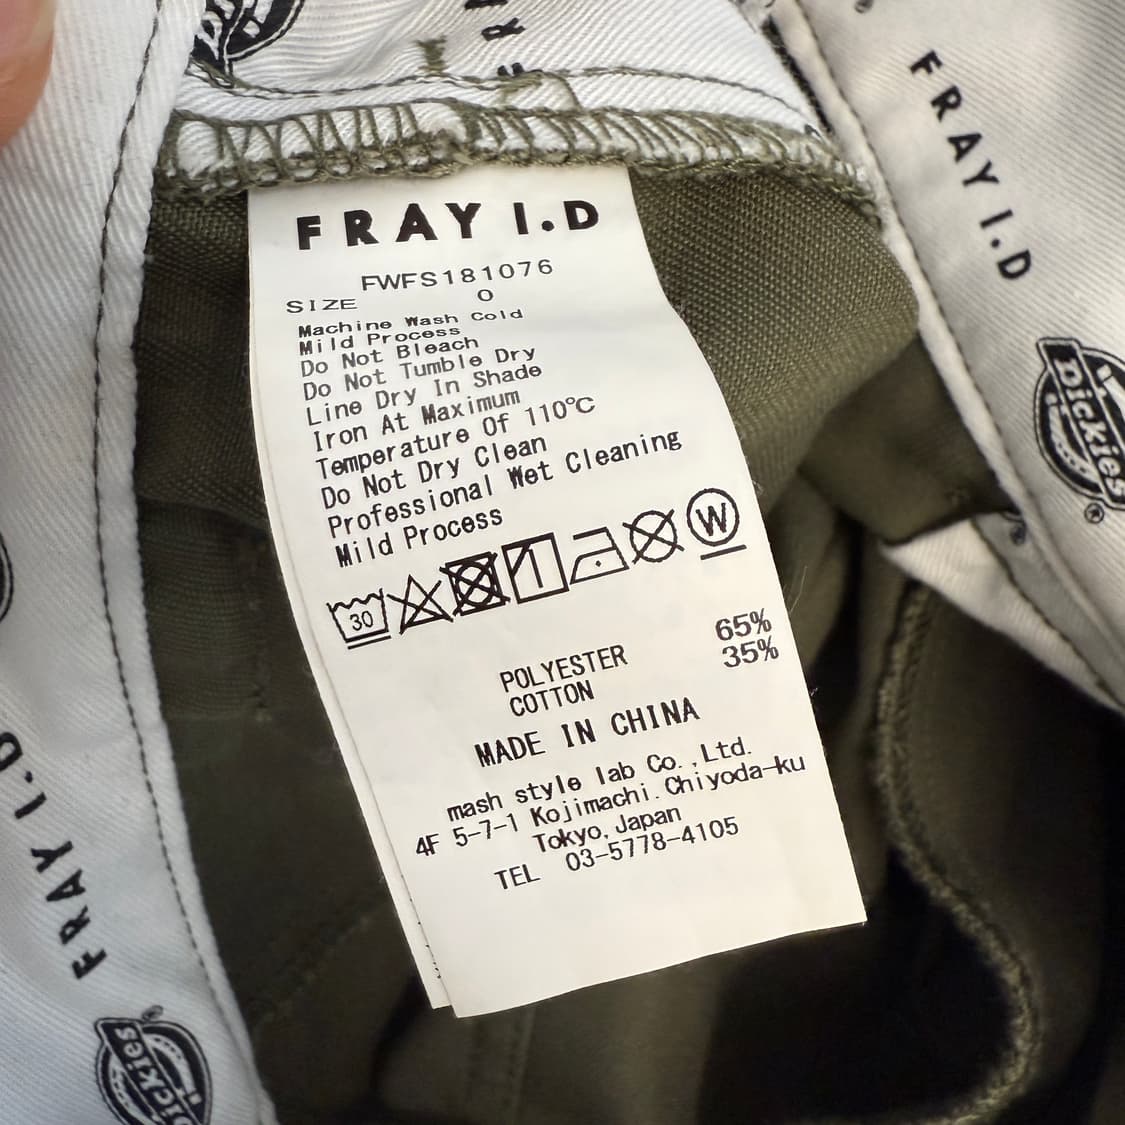 FRAY I.D
FWFS181076
SIZE 0
Machine Wash Cold
Mild Process
Do Not Bleach
Do Not Tumble Dry
Line Dry In Shade
Iron At Maximum
Temperature Of 110℃
Do Not Dry Clean
Professional Wet Cleaning
Mild Process
30
W
POLYESTER 65%
COTTON 35%
MADE IN CHINA
mash style lab Co.,Ltd.
4F 5-7-1 Kojimachi.Chiyoda-ku
Tokyo,Japan
TEL 03-5778-4105
FRAY I.D
Dickies®
FRAY I.D
Dickies®